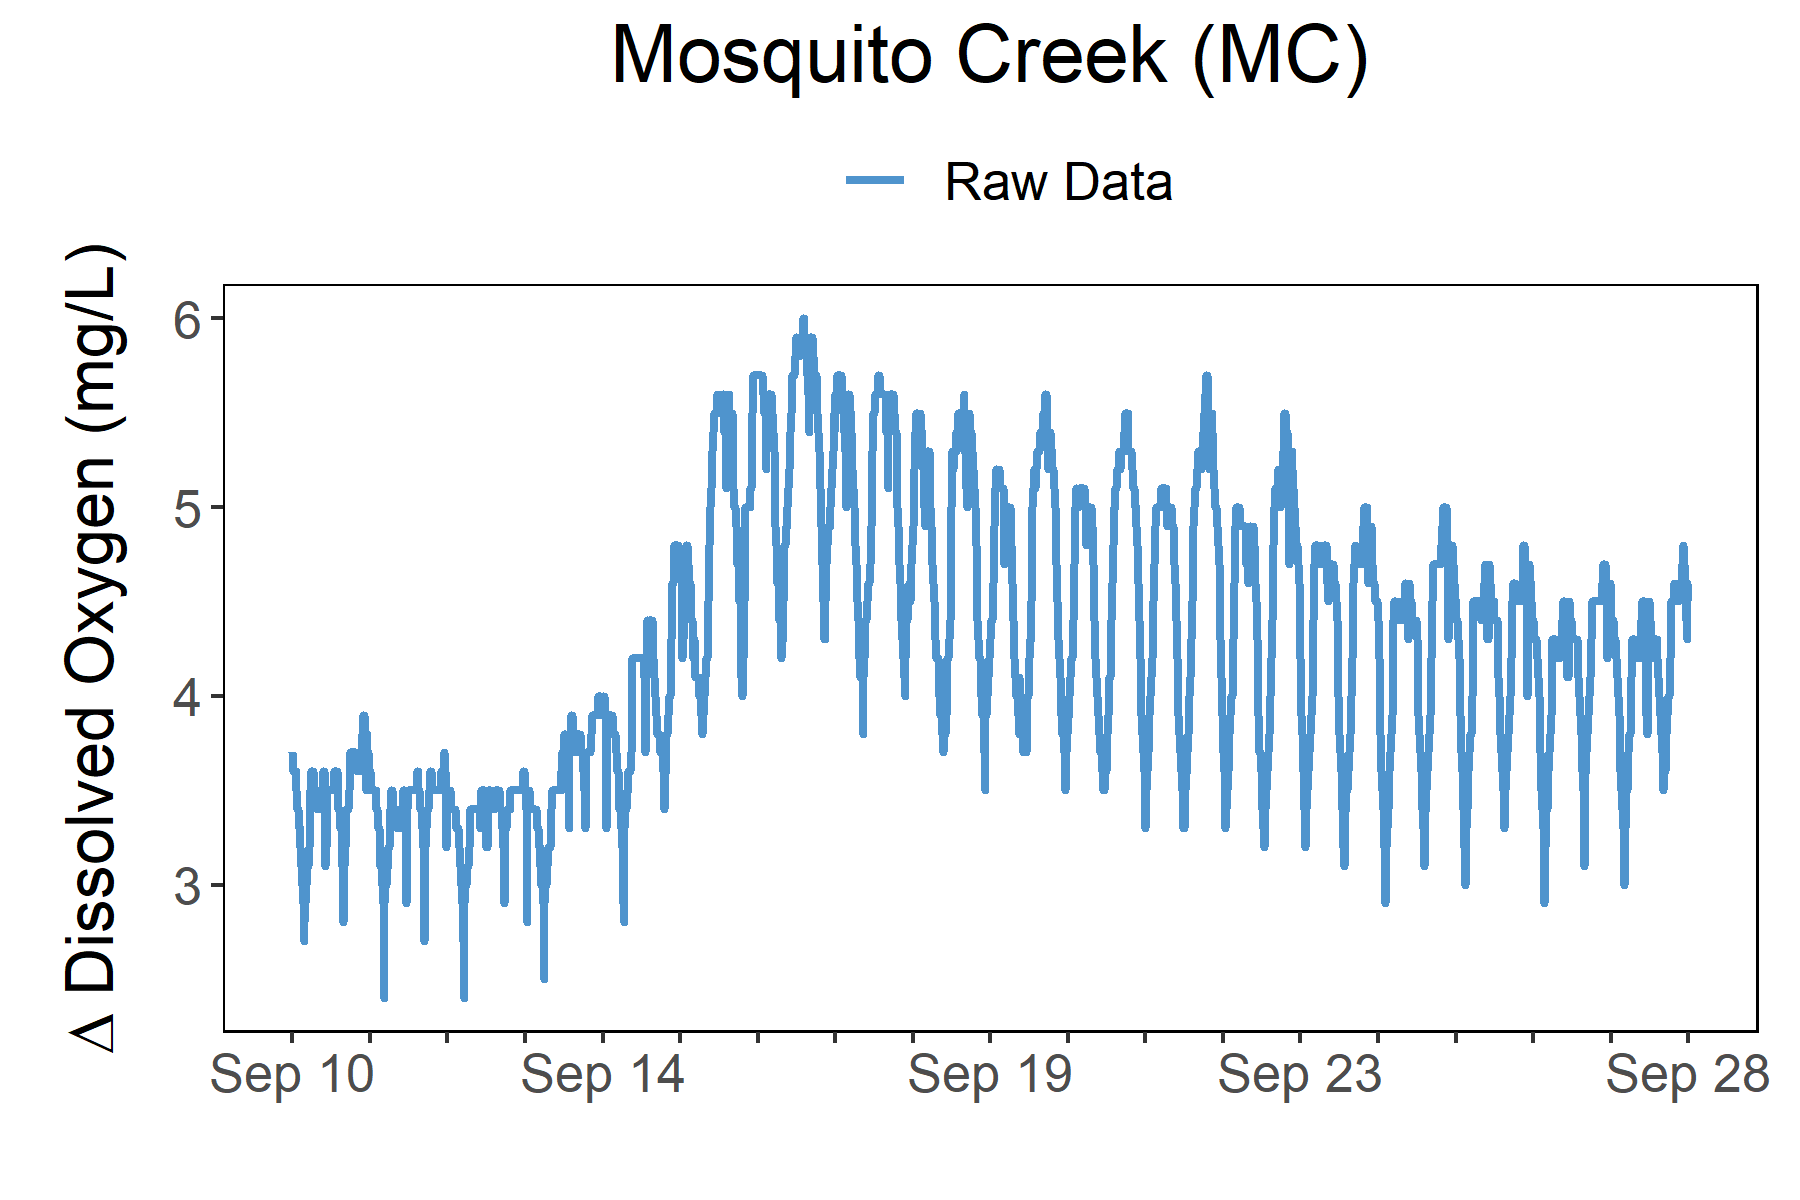 Mosquito Creek (MC)
Raw Data
Δ Dissolved Oxygen (mg/L)
6
5
4
3
Sep 10
Sep 14
Sep 19
Sep 23
Sep 28